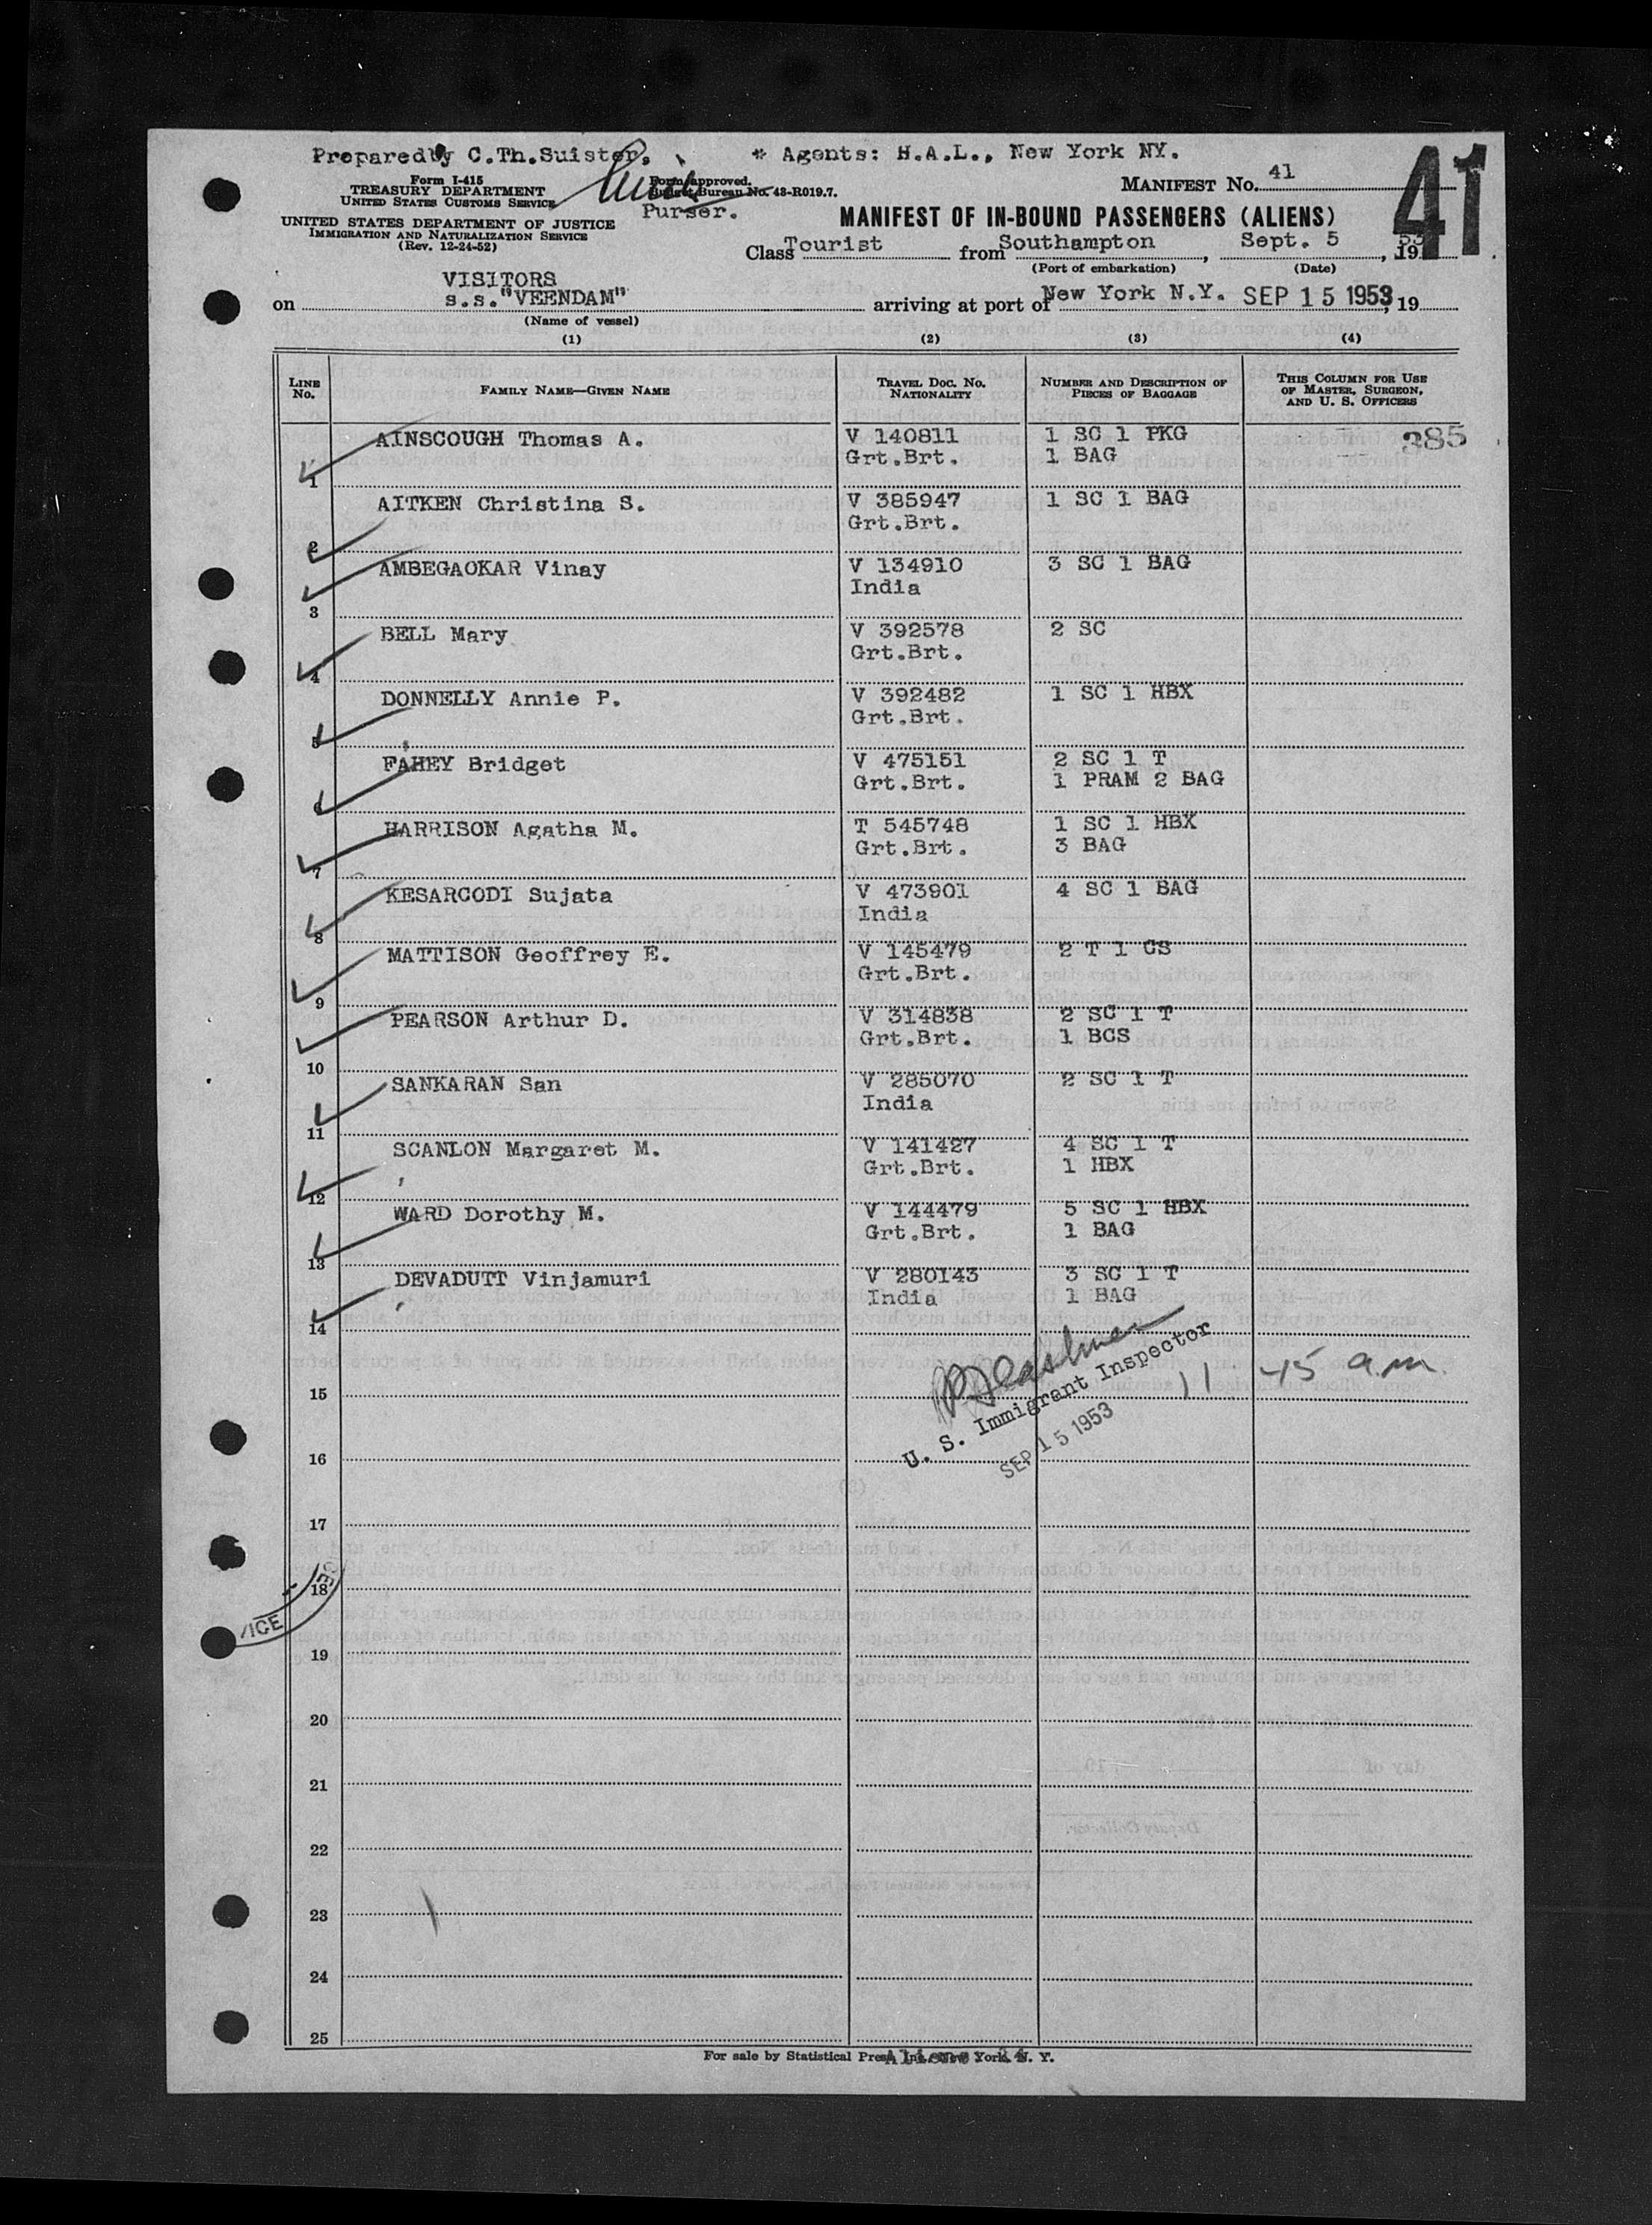 Prepared by C.Th.Suister, * Agents: H.A.L., New York NY.
Form I-415
TREASURY DEPARTMENT
UNITED STATES CUSTOMS SERVICE
Form approved.
Budget Bureau No. 43-R019.7.
Purser.
MANIFEST No. 41
41
UNITED STATES DEPARTMENT OF JUSTICE
IMMIGRATION AND NATURALIZATION SERVICE
(Rev. 12-24-52)
MANIFEST OF IN-BOUND PASSENGERS (ALIENS)
Class Tourist from Southampton, Sept. 5, 1953
(Port of embarkation) (Date)
VISITORS
on s.s."VEENDAM" arriving at port of New York N.Y. SEP 15 1953, 19
(Name of vessel)
(1) (2) (3) (4)
LINE No. FAMILY NAME—GIVEN NAME TRAVEL DOC. No. NATIONALITY NUMBER AND DESCRIPTION OF PIECES OF BAGGAGE THIS COLUMN FOR USE OF MASTER, SURGEON, AND U. S. OFFICERS
AINSCOUGH Thomas A. V 140811 1 SC 1 PKG 385
1 Grt.Brt. 1 BAG
AITKEN Christina S. V 385947 1 SC 1 BAG
2 Grt.Brt.
AMBEGAOKAR Vinay V 134910 3 SC 1 BAG
3 India
BELL Mary V 392578 2 SC
4 Grt.Brt.
DONNELLY Annie P. V 392482 1 SC 1 HBX
5 Grt.Brt.
FAHEY Bridget V 475151 2 SC 1 T
6 Grt.Brt. 1 PRAM 2 BAG
HARRISON Agatha M. T 545748 1 SC 1 HBX
7 Grt.Brt. 3 BAG
KESARCODI Sujata V 473901 4 SC 1 BAG
8 India
MATTISON Geoffrey E. V 145479 2 T 1 CS
9 Grt.Brt.
PEARSON Arthur D. V 314838 2 SC 1 T
10 Grt.Brt. 1 BCS
SANKARAN San V 285070 2 SC 1 T
11 India
SCANLON Margaret M. V 141427 4 SC 1 T
12 Grt.Brt. 1 HBX
WARD Dorothy M. V 144479 5 SC 1 HBX
13 Grt.Brt. 1 BAG
DEVADUTT Vinjamuri V 280143 3 SC 1 T
14 India 1 BAG
15 11 45 a.m.
U. S. Immigrant Inspector
SEP 15 1953
16
17
18
VICE
19
20
21
22
23
24
25
For sale by Statistical Press, Inc., New York, N. Y.